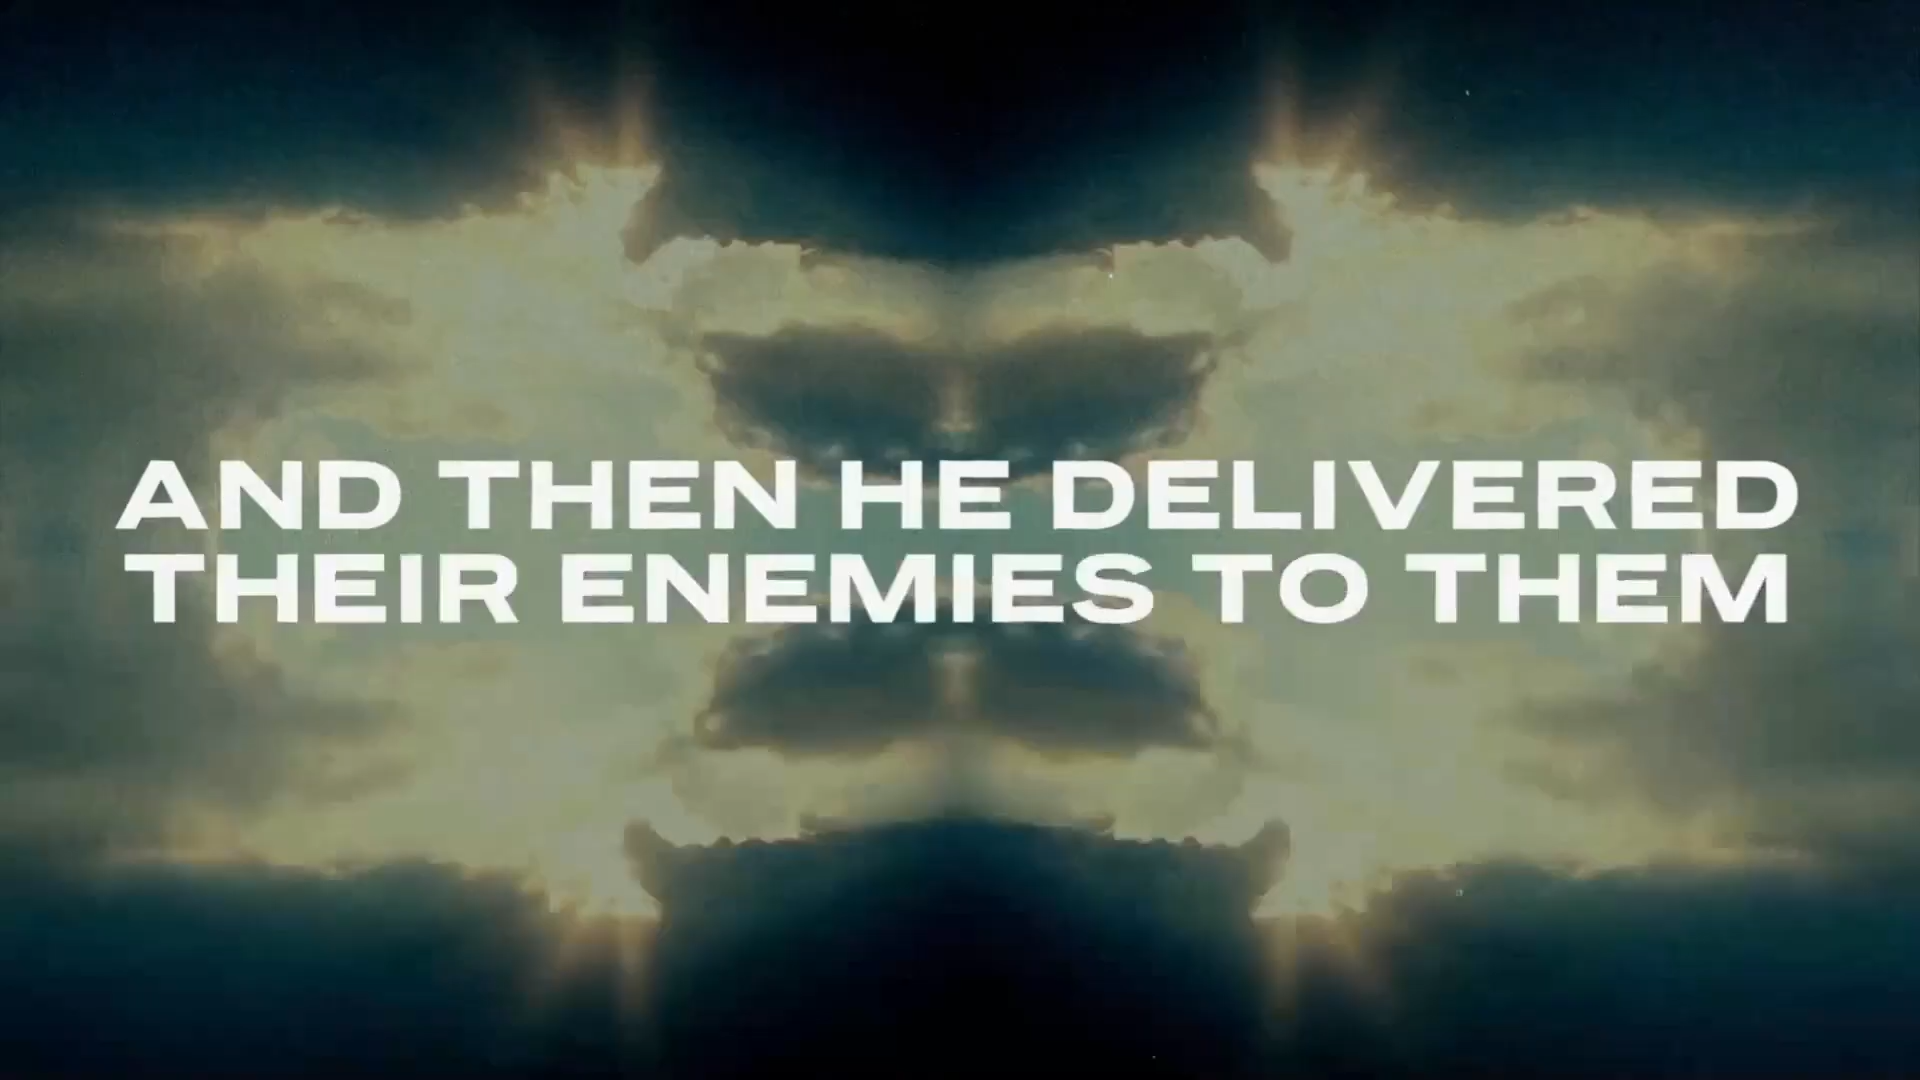 AND THEN HE DELIVERED
THEIR ENEMIES TO THEM